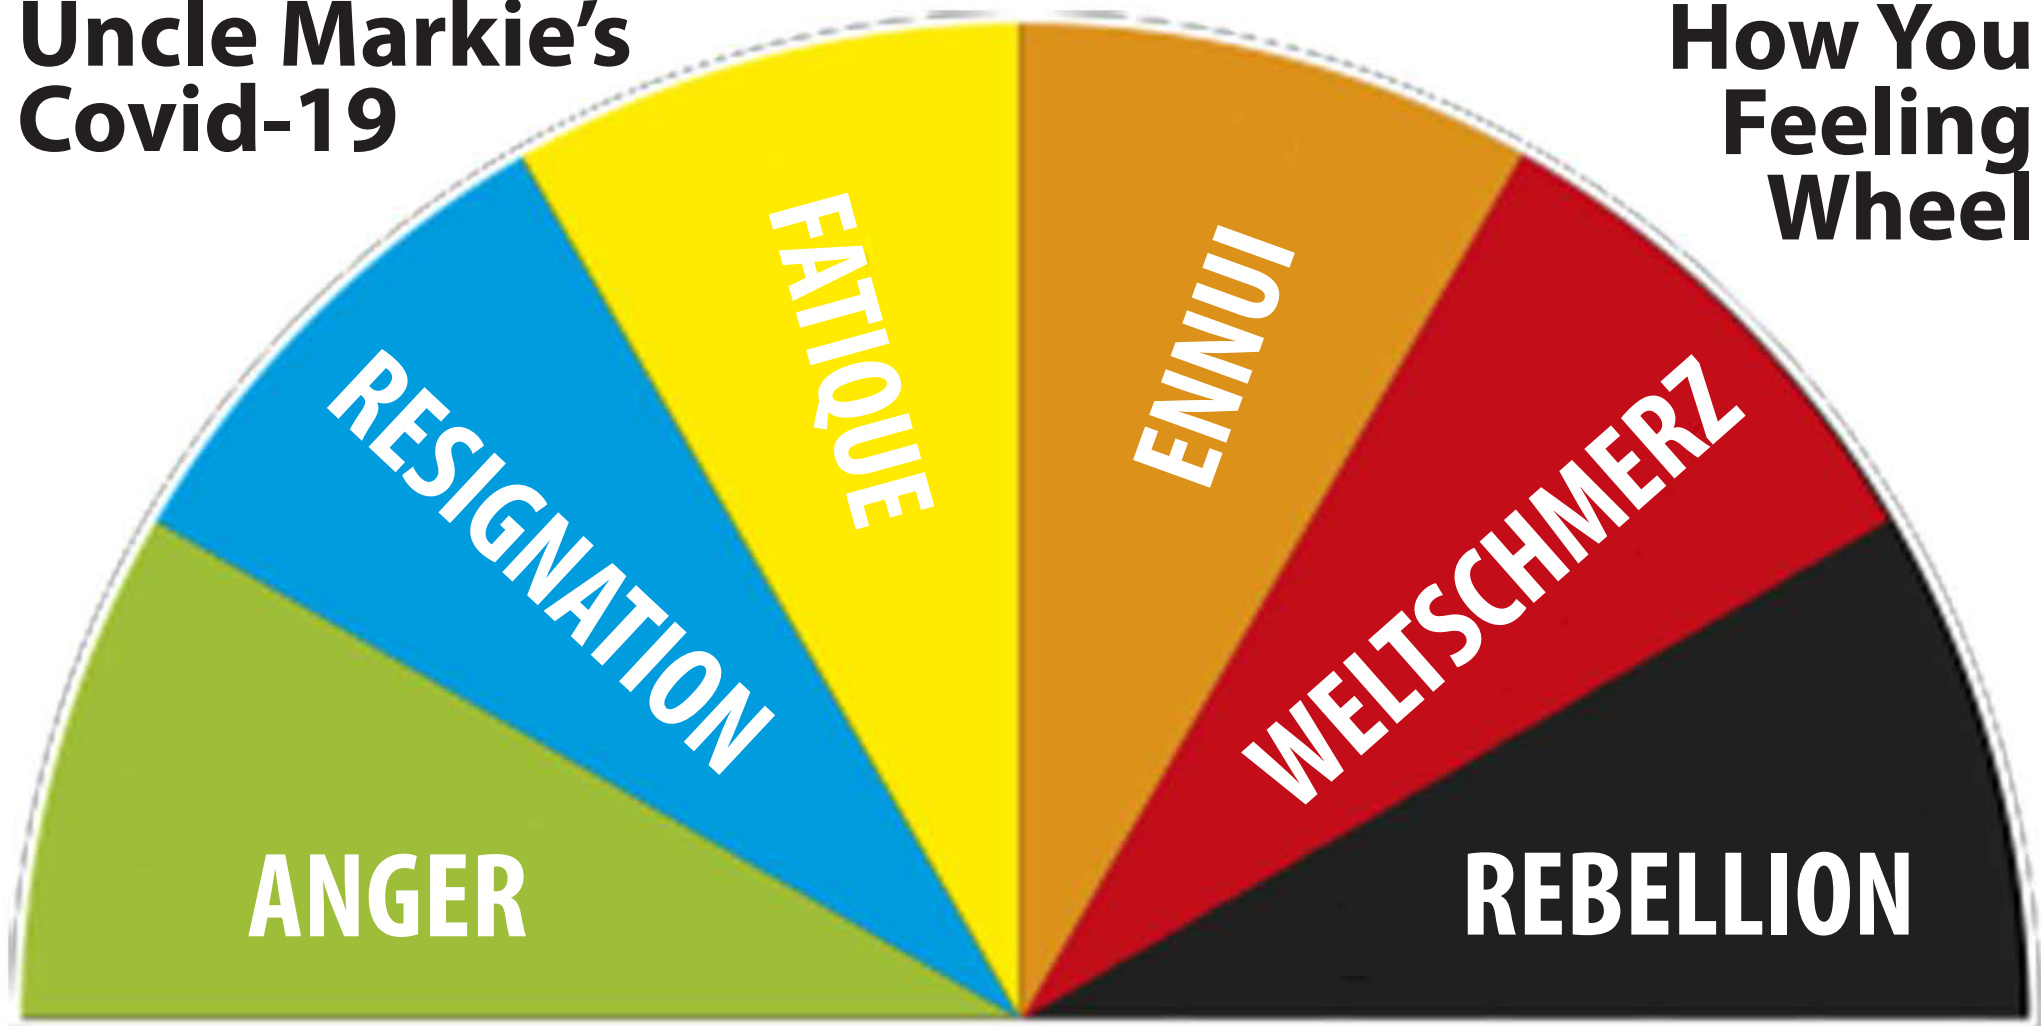 Uncle Markie's
Covid-19
How You
Feeling
Wheel
ANGER
RESIGNATION
FATIQUE
ENNUI
WELTSCHMERZ
REBELLION